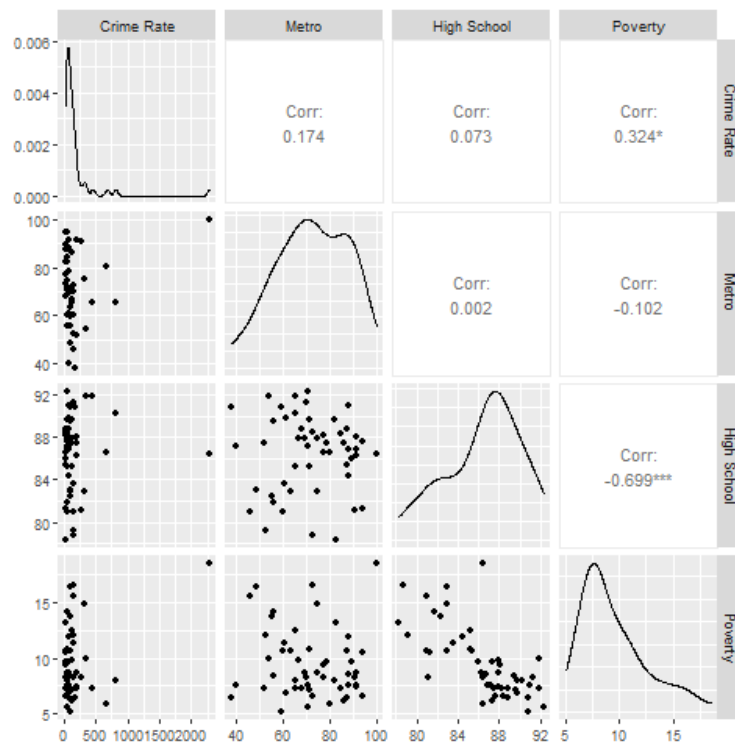 Crime Rate Metro High School Poverty
0.006
0.004
0.002
0.000
Corr:
0.174
Corr:
0.073
Corr:
0.324*
Crime Rate
100
80
60
40
Corr:
0.002
Corr:
-0.102
Metro
92
88
84
80
Corr:
-0.699***
High School
15
10
5
Poverty
0 500 1000 1500 2000
40 60 80 100
80 84 88 92
5 10 15